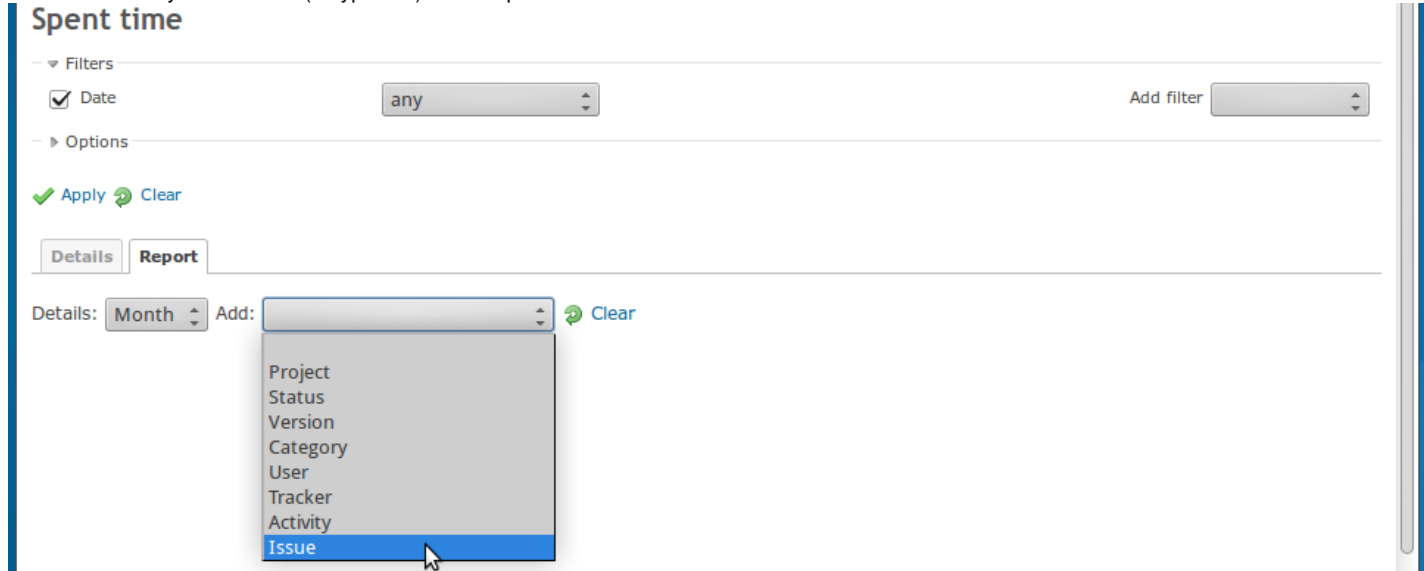 Spent time
Filters
Date any Add filter
Options
Apply Clear
Details Report
Details: Month Add: Clear
Project
Status
Version
Category
User
Tracker
Activity
Issue